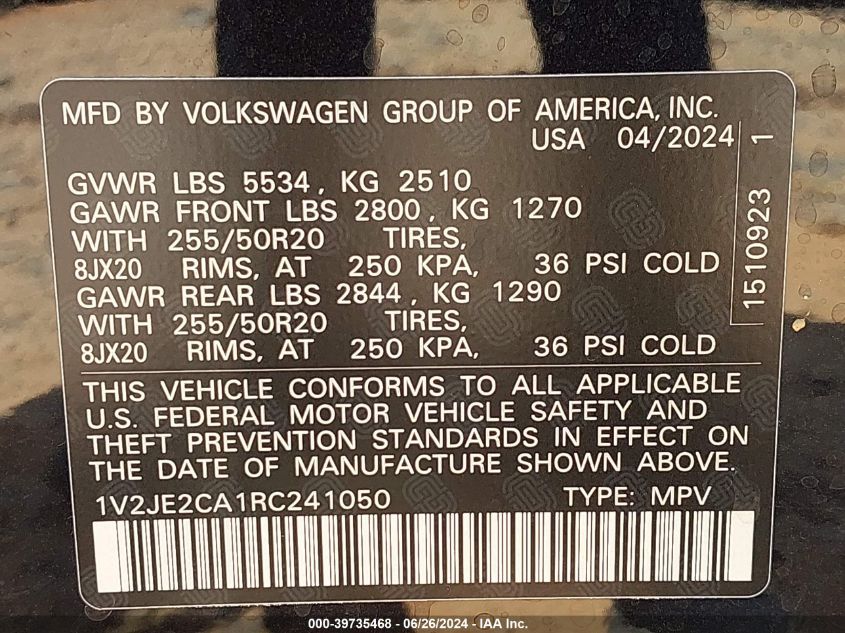 MFD BY VOLKSWAGEN GROUP OF AMERICA, INC.
USA 04/2024
GVWR LBS 5534, KG 2510
GAWR FRONT LBS 2800, KG 1270
WITH 255/50R20 TIRES,
8JX20 RIMS, AT 250 KPA, 36 PSI COLD
GAWR REAR LBS 2844, KG 1290
WITH 255/50R20 TIRES,
8JX20 RIMS, AT 250 KPA, 36 PSI COLD
1510923 1
THIS VEHICLE CONFORMS TO ALL APPLICABLE
U.S. FEDERAL MOTOR VEHICLE SAFETY AND
THEFT PREVENTION STANDARDS IN EFFECT ON
THE DATE OF MANUFACTURE SHOWN ABOVE.
1V2JE2CA1RC241050 TYPE: MPV
000-39735468 - 06/26/2024 - IAA Inc.